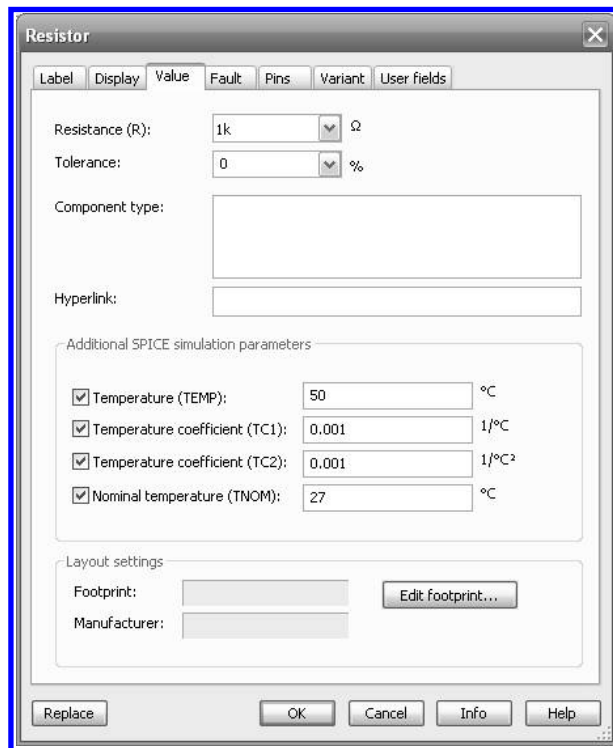 Resistor
Label Display Value Fault Pins Variant User fields
Resistance (R): 1k Ω
Tolerance: 0 %
Component type:
Hyperlink:
Additional SPICE simulation parameters
Temperature (TEMP): 50 °C
Temperature coefficient (TC1): 0.001 1/°C
Temperature coefficient (TC2): 0.001 1/°C²
Nominal temperature (TNOM): 27 °C
Layout settings
Footprint: Edit footprint...
Manufacturer:
Replace OK Cancel Info Help